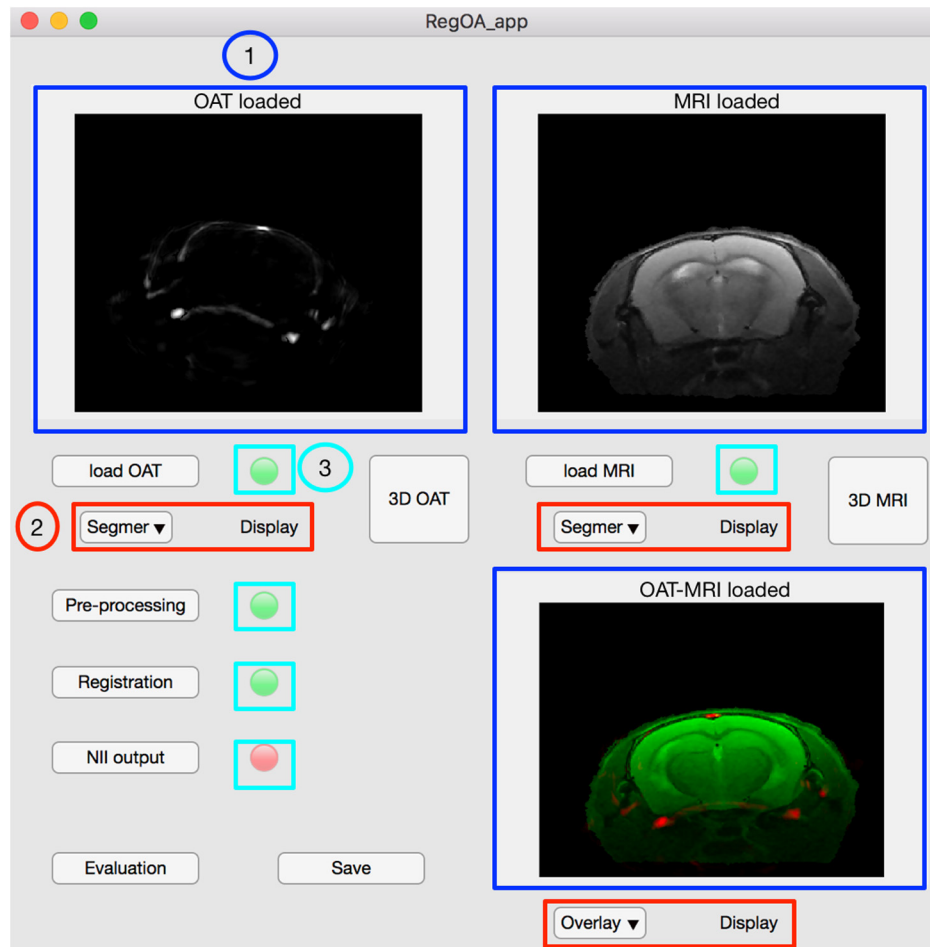 RegOA_app
1
OAT loaded
MRI loaded
load OAT
3
3D OAT
load MRI
3D MRI
2
Segmer ▼
Display
Segmer ▼
Display
Pre-processing
OAT-MRI loaded
Registration
NII output
Evaluation
Save
Overlay ▼
Display